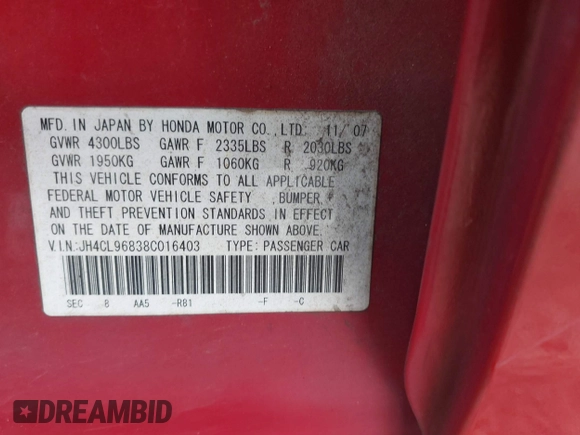 MFD. IN JAPAN BY HONDA MOTOR CO., LTD. 11/ 07
GVWR 4300LBS GAWR F 2335LBS R 2030LBS
GVWR 1950KG GAWR F 1060KG R 920KG
THIS VEHICLE CONFORMS TO ALL APPLICABLE
FEDERAL MOTOR VEHICLE SAFETY ,BUMPER,
AND THEFT PREVENTION STANDARDS IN EFFECT
ON THE DATE OF MANUFACTURE SHOWN ABOVE.
V.I.N:JH4CL96838C016403 TYPE: PASSENGER CAR
SEC 8 AA5 -R81 -F -C
DREAMBID